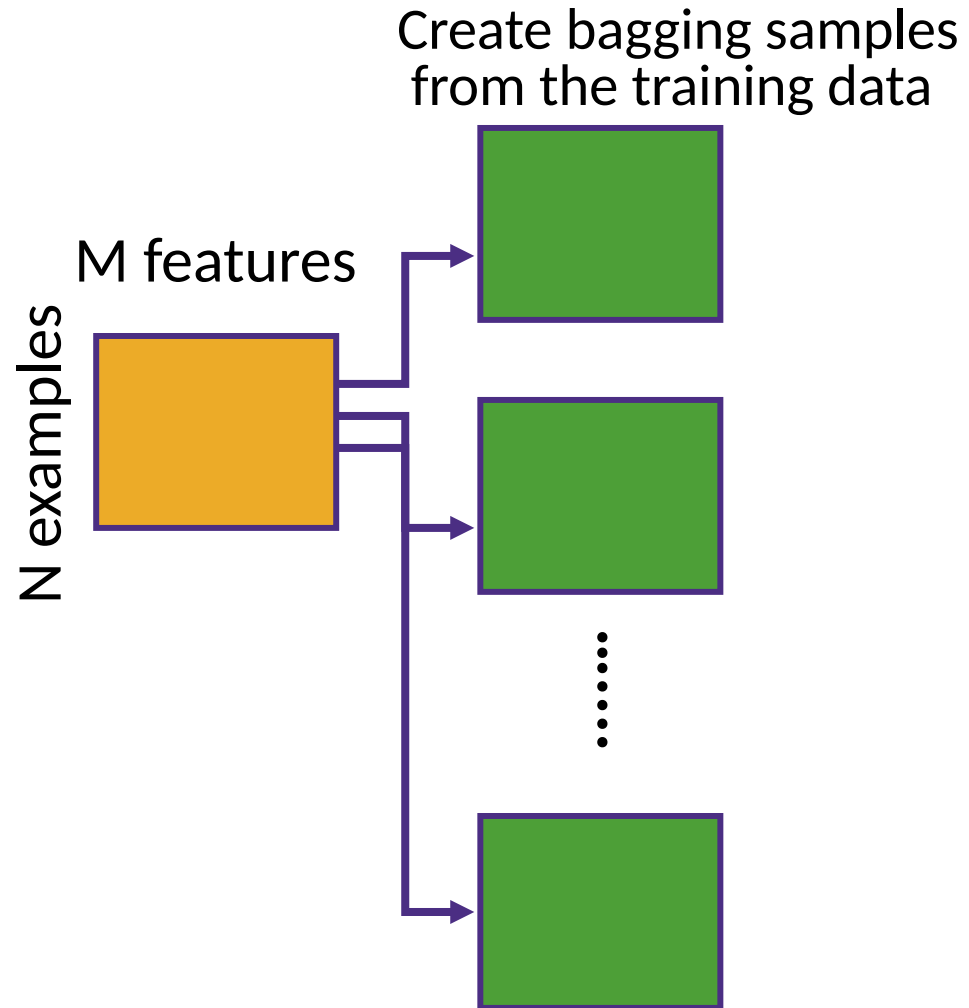 Create bagging samples
from the training data
M features
N examples